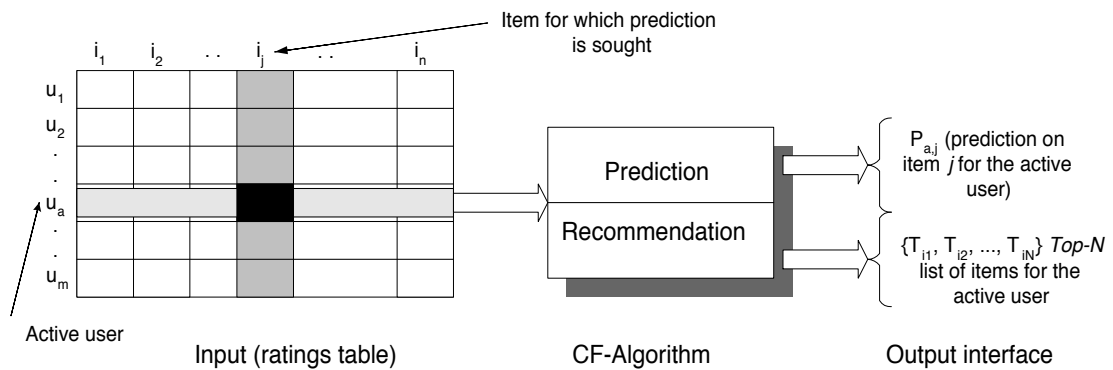 Item for which prediction
is sought
i1 i2 . . ij . . in
u1
u2
.
.
ua
.
.
um
Active user
Prediction
Recommendation
Pa,j (prediction on
item j for the active
user)
{Ti1, Ti2, ..., TiN} Top-N
list of items for the
active user
Input (ratings table) CF-Algorithm Output interface